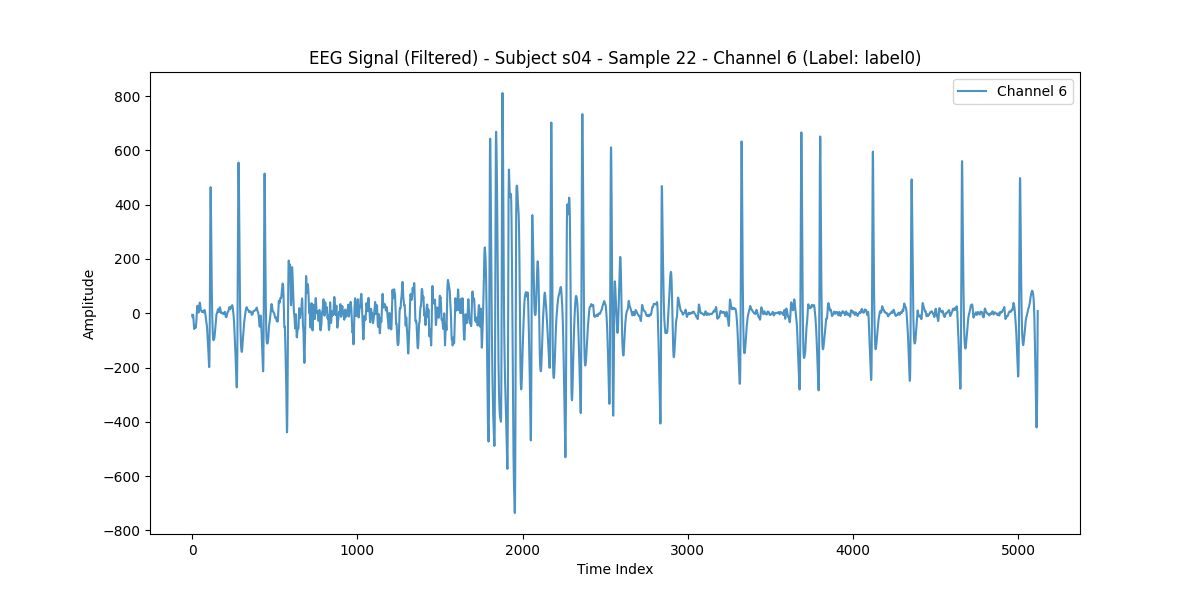 EEG Signal (Filtered) - Subject s04 - Sample 22 - Channel 6 (Label: label0)
Channel 6
Amplitude
800
600
400
200
0
−200
−400
−600
−800
0 1000 2000 3000 4000 5000
Time Index